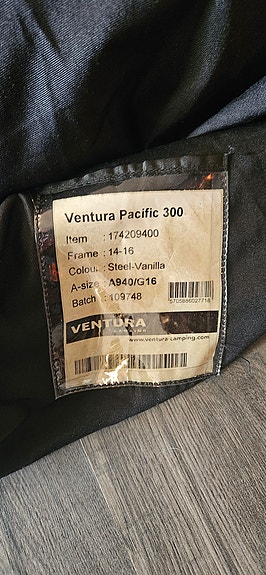 Ventura Pacific 300
Item : 174209400
Frame : 14-16
Colour : Steel-Vanilla
A-size : A940/G16
Batch : 109748
5705886027718
VENTURA
CAMPING
www.ventura-camping.com